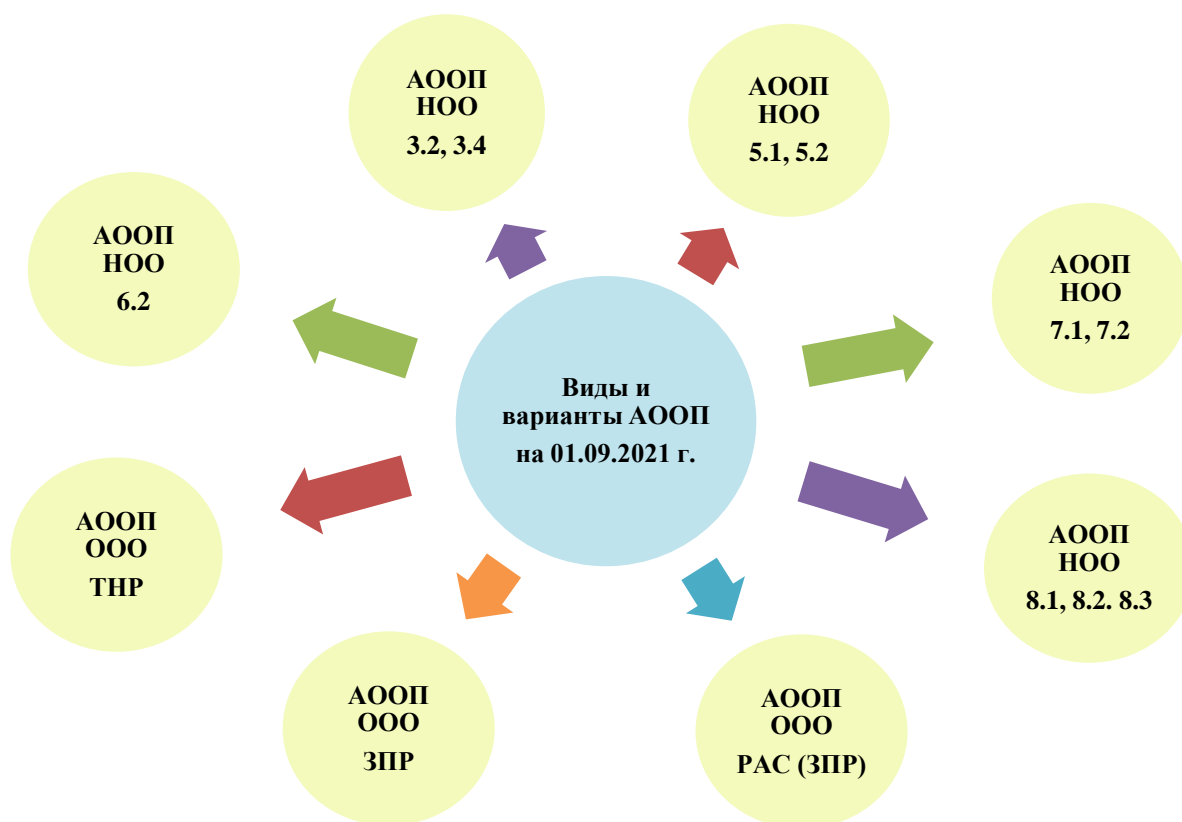 АООП
НОО
3.2, 3.4
АООП
НОО
5.1, 5.2
АООП
НОО
6.2
АООП
НОО
7.1, 7.2
Виды и
варианты АООП
на 01.09.2021 г.
АООП
ООО
ТНР
АООП
НОО
8.1, 8.2. 8.3
АООП
ООО
ЗПР
АООП
ООО
РАС (ЗПР)